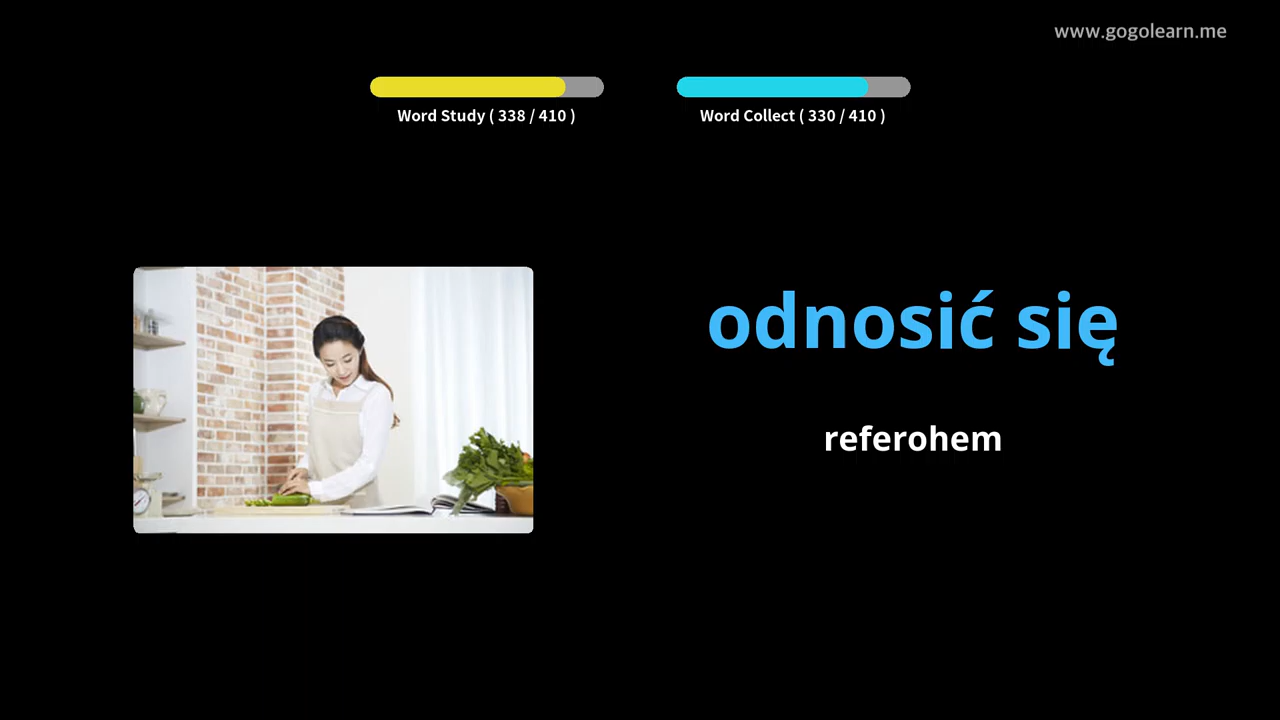 www.gogolearn.me
Word Study ( 338 / 410 )
Word Collect ( 330 / 410 )
odnosić się
referohem